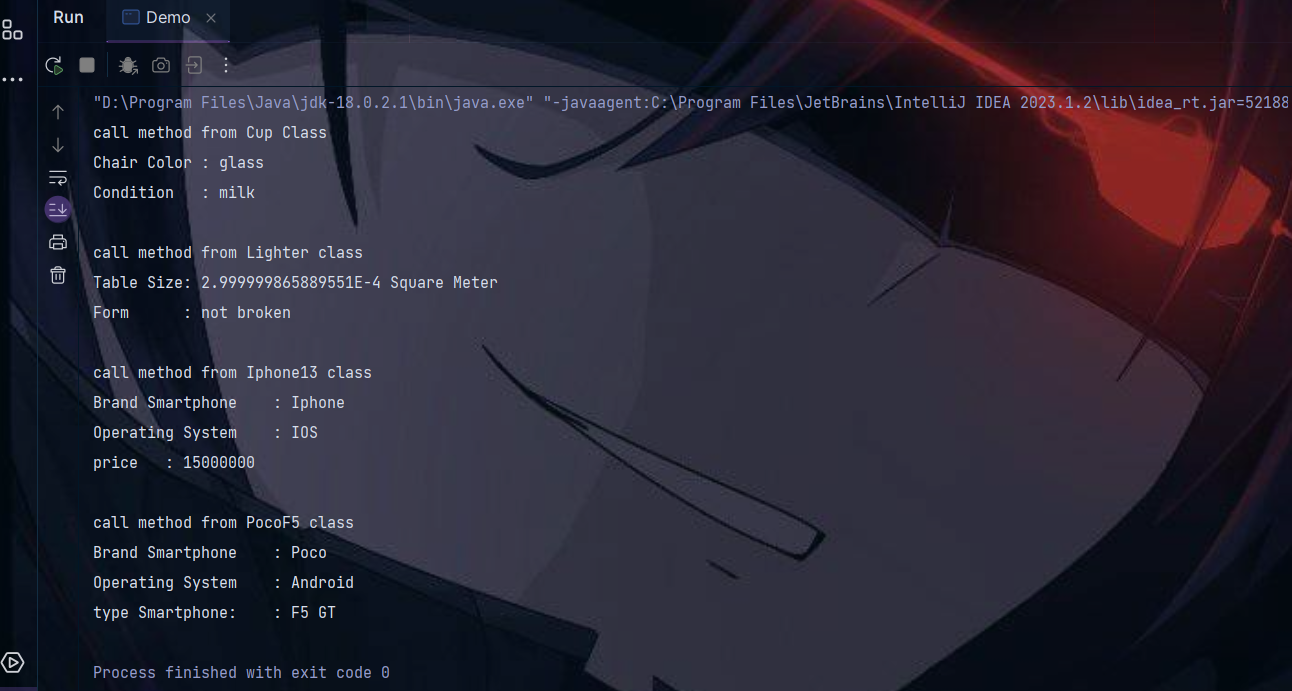 Run Demo
"D:\Program Files\Java\jdk-18.0.2.1\bin\java.exe" "-javaagent:C:\Program Files\JetBrains\IntelliJ IDEA 2023.1.2\lib\idea_rt.jar=52188
call method from Cup Class
Chair Color : glass
Condition   : milk
call method from Lighter class
Table Size: 2.999999865889551E-4 Square Meter
Form      : not broken
call method from Iphone13 class
Brand Smartphone    : Iphone
Operating System    : IOS
price   : 15000000
call method from PocoF5 class
Brand Smartphone    : Poco
Operating System    : Android
type Smartphone:    : F5 GT
Process finished with exit code 0